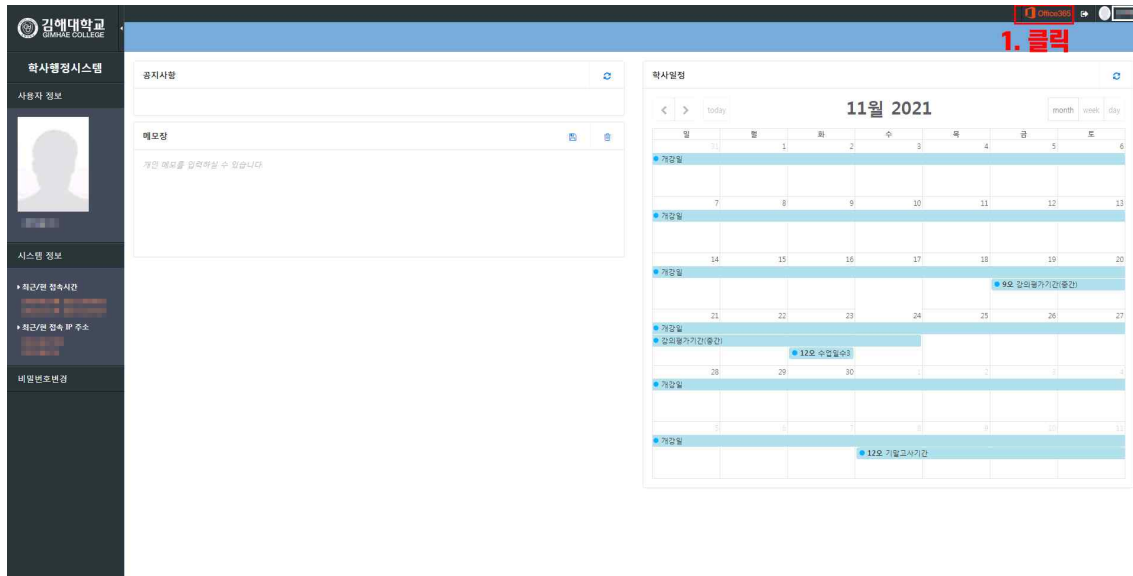 Office365
김해대학교
GIMHAE COLLEGE
1. 클릭
학사행정시스템
사용자 정보
시스템 정보
최근/현 접속시간
최근/현 접속 IP 주소
비밀번호변경
공지사항
메모장
개인 메모를 입력하실 수 있습니다.
학사일정
today
11월 2021
month week day
일 월 화 수 목 금 토
31 1 2 3 4 5 6
개강일
7 8 9 10 11 12 13
개강일
14 15 16 17 18 19 20
개강일
9오 강의평가기간(중간)
21 22 23 24 25 26 27
개강일
강의평가기간(중간)
12오 수업일수3
28 29 30 1 2 3 4
개강일
5 6 7 8 9 10 11
개강일
12오 기말고사기간